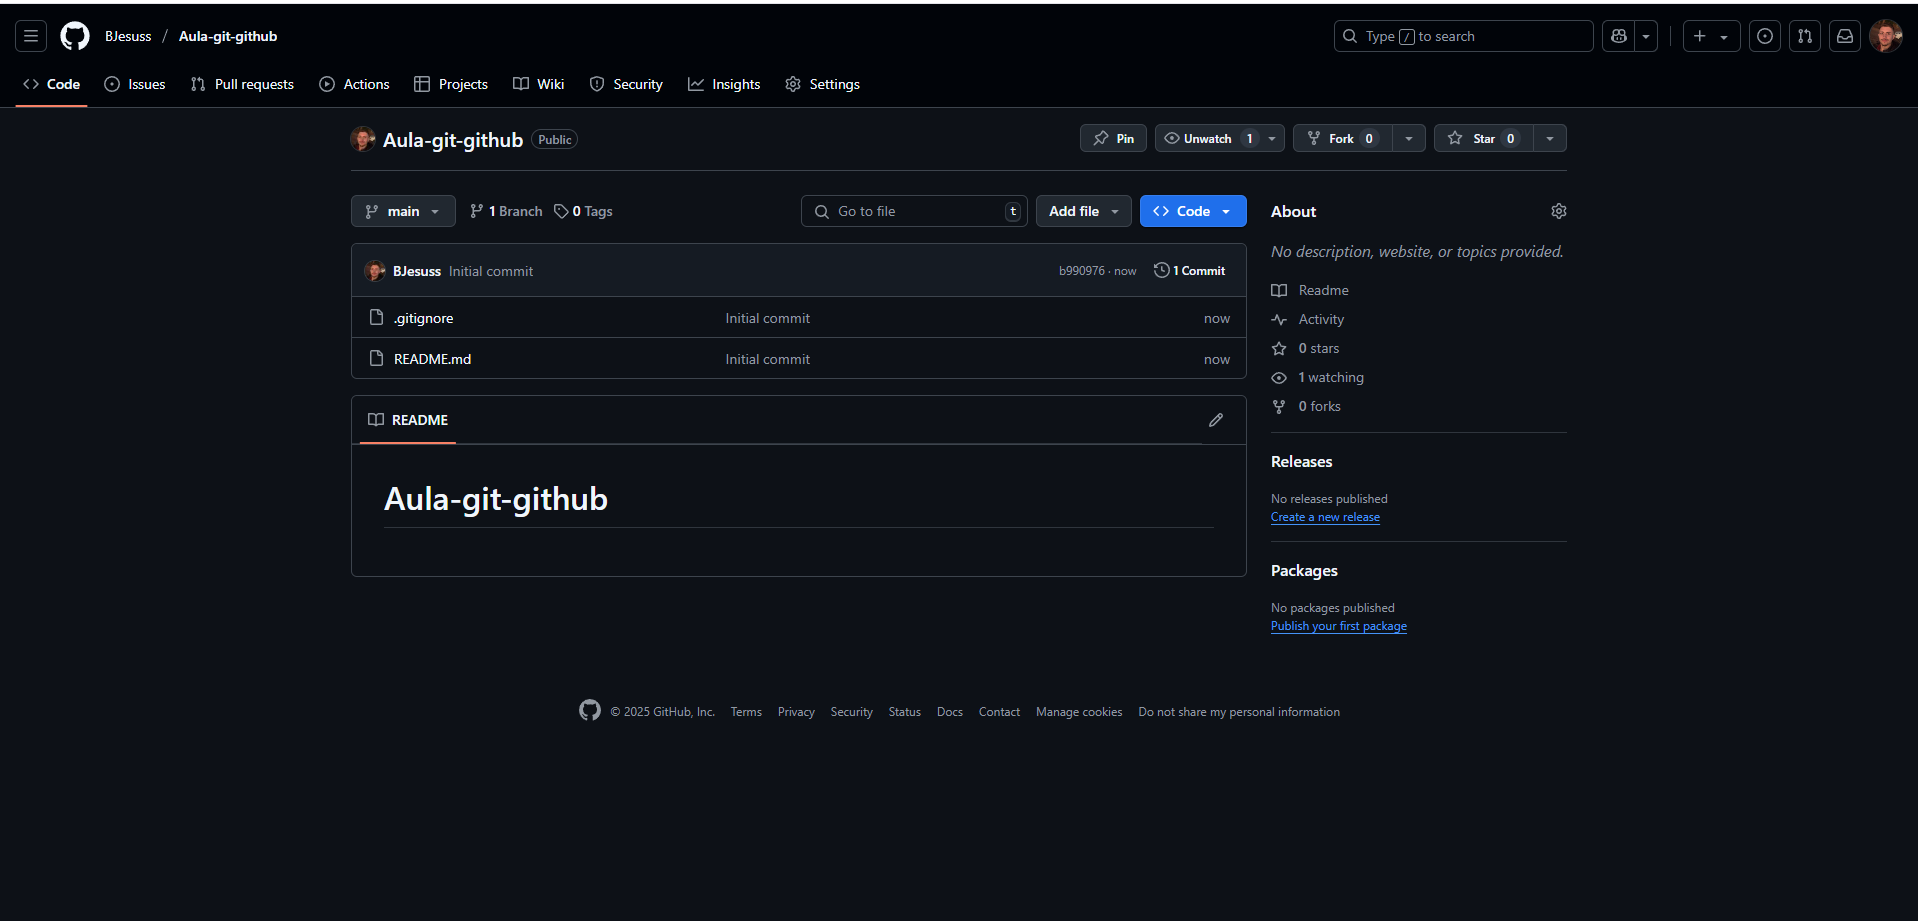 BJesuss / Aula-git-github
Type / to search
Code Issues Pull requests Actions Projects Wiki Security Insights Settings
Aula-git-github Public
Pin Unwatch 1 Fork 0 Star 0
main 1 Branch 0 Tags Go to file t Add file Code
BJesuss Initial commit b990976 · now 1 Commit
.gitignore Initial commit now
README.md Initial commit now
README
Aula-git-github
About
No description, website, or topics provided.
Readme
Activity
0 stars
1 watching
0 forks
Releases
No releases published
Create a new release
Packages
No packages published
Publish your first package
© 2025 GitHub, Inc. Terms Privacy Security Status Docs Contact Manage cookies Do not share my personal information